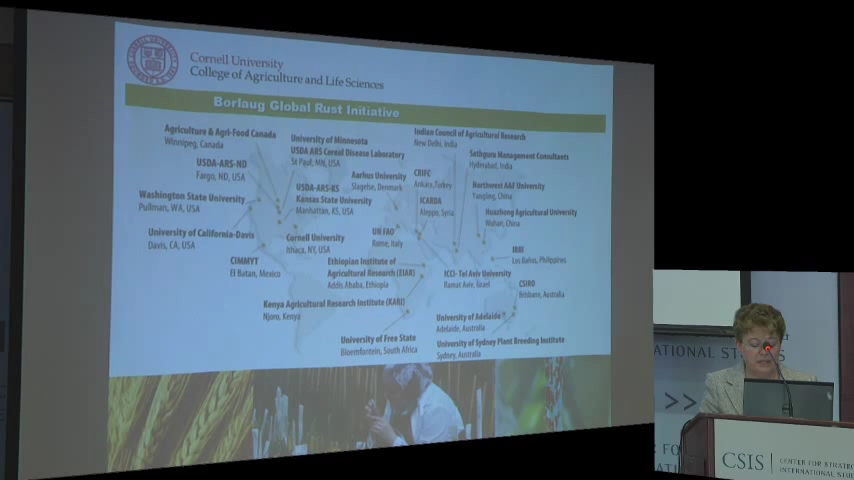 Cornell University
College of Agriculture and Life Sciences
Borlaug Global Rust Initiative
Agriculture & Agri-Food Canada
Winnipeg, Canada
University of Minnesota
USDA ARS Cereal Disease Laboratory
St Paul, MN, USA
Indian Council of Agricultural Research
New Delhi, India
Sathguru Management Consultants
Hyderabad, India
USDA-ARS-ND
Fargo, ND, USA
Aarhus University
Slagelse, Denmark
CRIFC
Ankara, Turkey
Northwest A&F University
Yangling, China
USDA-ARS-KS
Kansas State University
Manhattan, KS, USA
Washington State University
Pullman, WA, USA
ICARDA
Aleppo, Syria
Huazhong Agricultural University
Wuhan, China
University of California-Davis
Davis, CA, USA
Cornell University
Ithaca, NY, USA
UN FAO
Rome, Italy
IRRI
Los Baños, Philippines
CIMMYT
El Batan, Mexico
Ethiopian Institute of
Agricultural Research (EIAR)
Addis Ababa, Ethiopia
ICCI- Tel Aviv University
Ramat Aviv, Israel
CSIRO
Brisbane, Australia
Kenya Agricultural Research Institute (KARI)
Njoro, Kenya
University of Adelaide
Adelaide, Australia
University of Free State
Bloemfontein, South Africa
University of Sydney Plant Breeding Institute
Sydney, Australia
NATIONAL STUDIES
>>
CSIS
CENTER FOR STRATE
INTERNATIONAL STUD